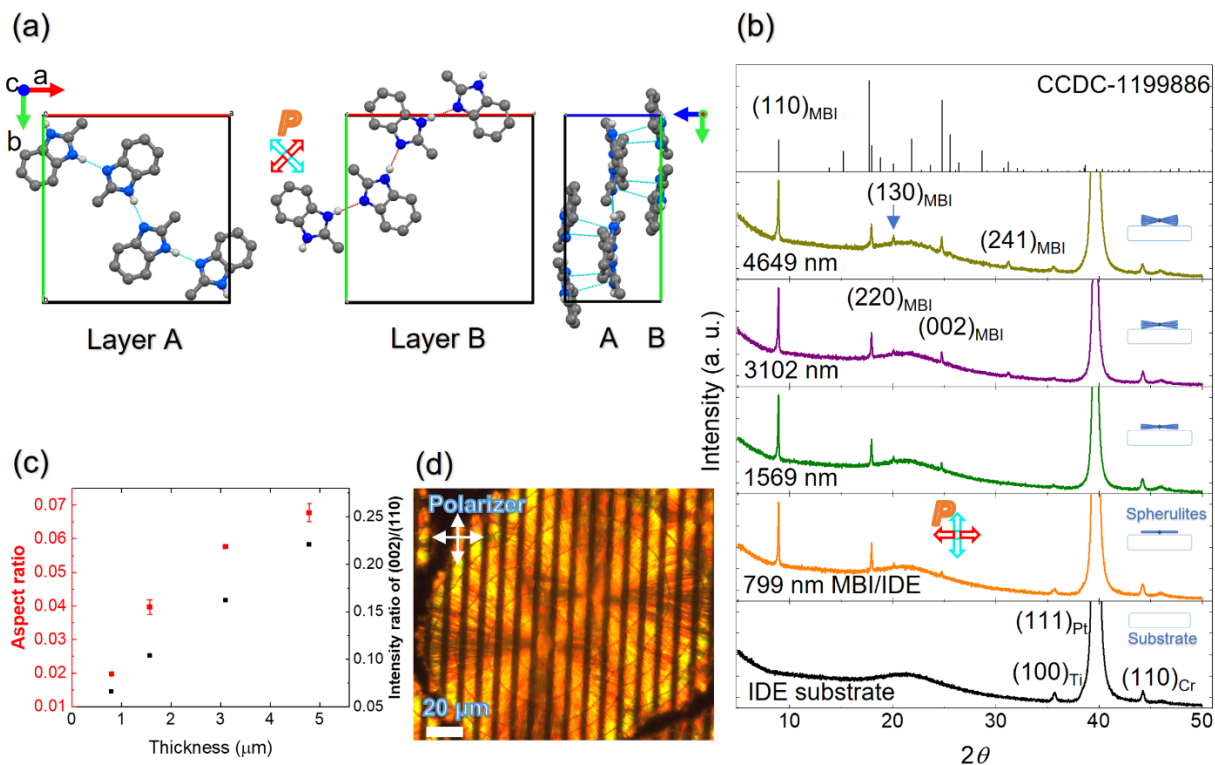 (a)
c
a
b
a
P
Layer A
Layer B
A
B
(b)
CCDC-1199886
(110)MBI
(130)MBI
(241)MBI
4649 nm
(220)MBI
(002)MBI
3102 nm
1569 nm
P
Spherulites
799 nm MBI/IDE
(111)Pt
(100)Ti
(110)Cr
Substrate
IDE substrate
Intensity (a. u.)
10
20
30
40
50
2θ
(c)
0.07
0.06
0.05
0.04
0.03
0.02
0.01
Aspect ratio
0.25
0.20
0.15
0.10
0.05
Intensity ratio of (002)/(110)
0
1
2
3
4
5
Thickness (μm)
(d)
Polarizer
20 μm